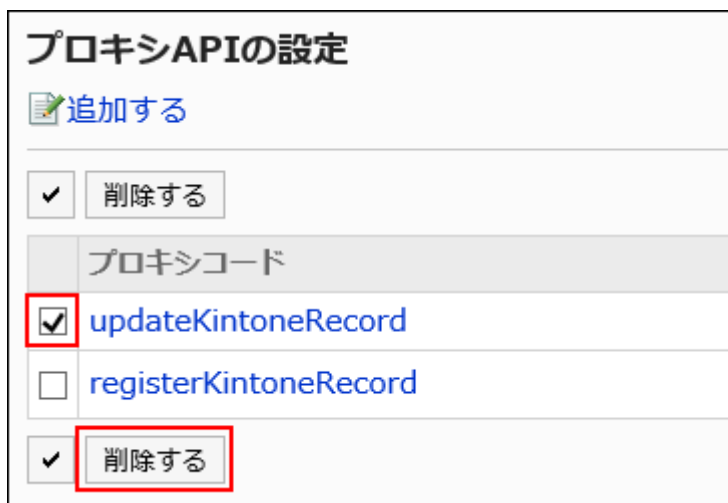 プロキシAPIの設定
追加する
削除する
プロキシコード
updateKintoneRecord
registerKintoneRecord
削除する